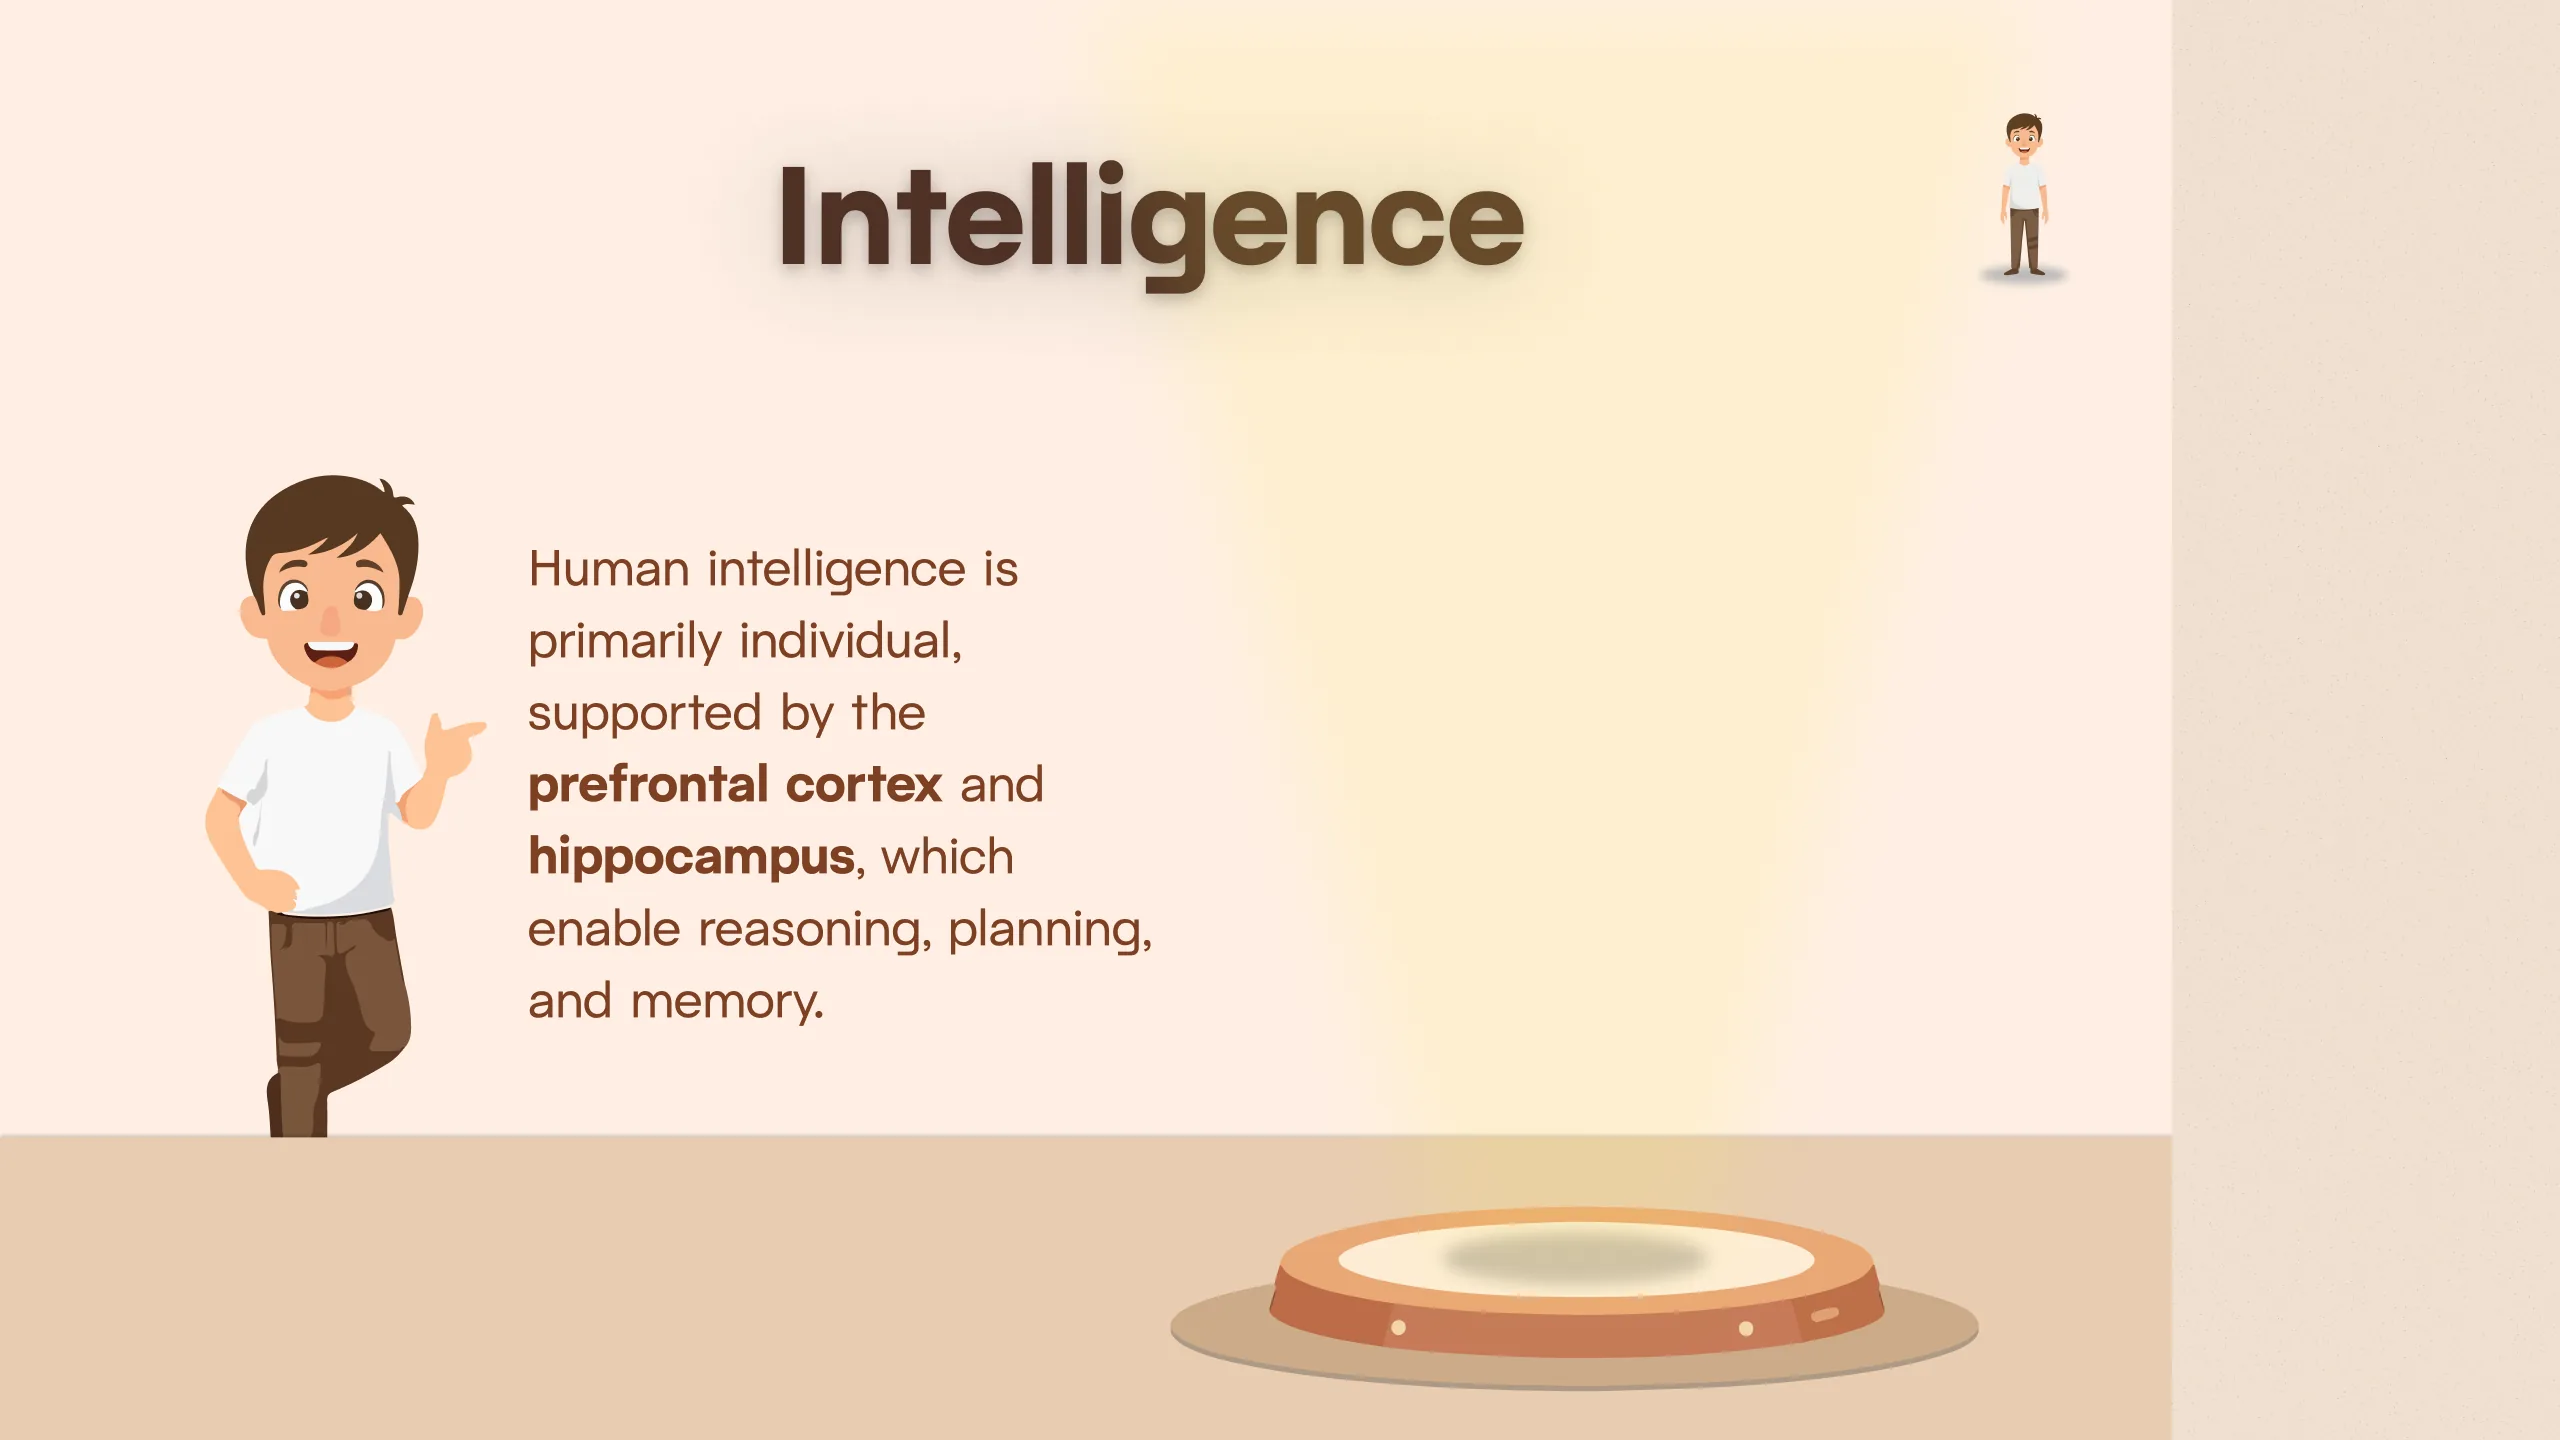 Intelligence
Human intelligence is
primarily individual,
supported by the
prefrontal cortex and
hippocampus, which
enable reasoning, planning,
and memory.